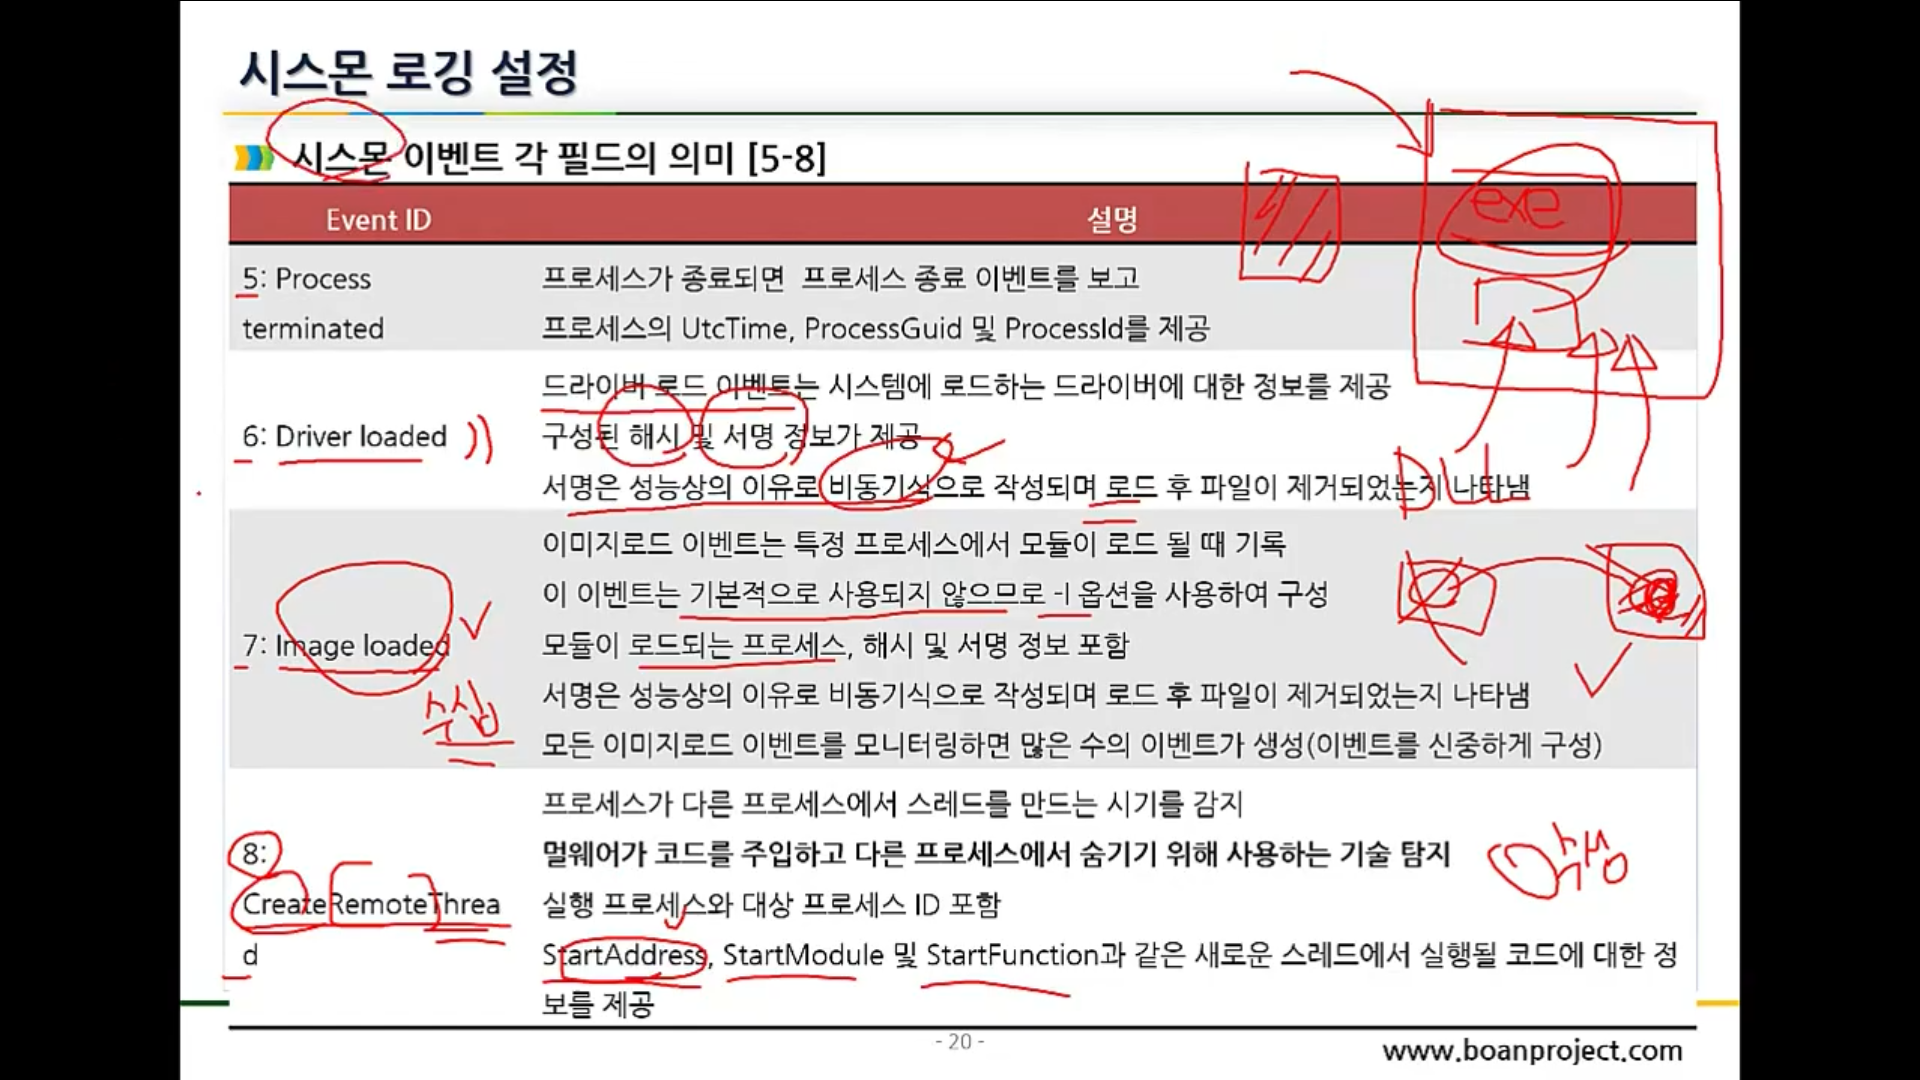 시스몬 로깅 설정
시스몬 이벤트 각 필드의 의미 [5-8]
Event ID
설명
5: Process
terminated
프로세스가 종료되면 프로세스 종료 이벤트를 보고
프로세스의 UtcTime, ProcessGuid 및 ProcessId를 제공
6: Driver loaded
드라이버 로드 이벤트는 시스템에 로드하는 드라이버에 대한 정보를 제공
구성된 해시 및 서명 정보가 제공
서명은 성능상의 이유로 비동기식으로 작성되며 로드 후 파일이 제거되었는지 나타냄
7: Image loaded
이미지로드 이벤트는 특정 프로세스에서 모듈이 로드 될 때 기록
이 이벤트는 기본적으로 사용되지 않으므로 -l 옵션을 사용하여 구성
모듈이 로드되는 프로세스, 해시 및 서명 정보 포함
서명은 성능상의 이유로 비동기식으로 작성되며 로드 후 파일이 제거되었는지 나타냄
모든 이미지로드 이벤트를 모니터링하면 많은 수의 이벤트가 생성(이벤트를 신중하게 구성)
8:
CreateRemoteThrea
d
프로세스가 다른 프로세스에서 스레드를 만드는 시기를 감지
멀웨어가 코드를 주입하고 다른 프로세스에서 숨기기 위해 사용하는 기술 탐지
실행 프로세스와 대상 프로세스 ID 포함
StartAddress, StartModule 및 StartFunction과 같은 새로운 스레드에서 실행될 코드에 대한 정
보를 제공
exe
수집
- 20 -
www.boanproject.com